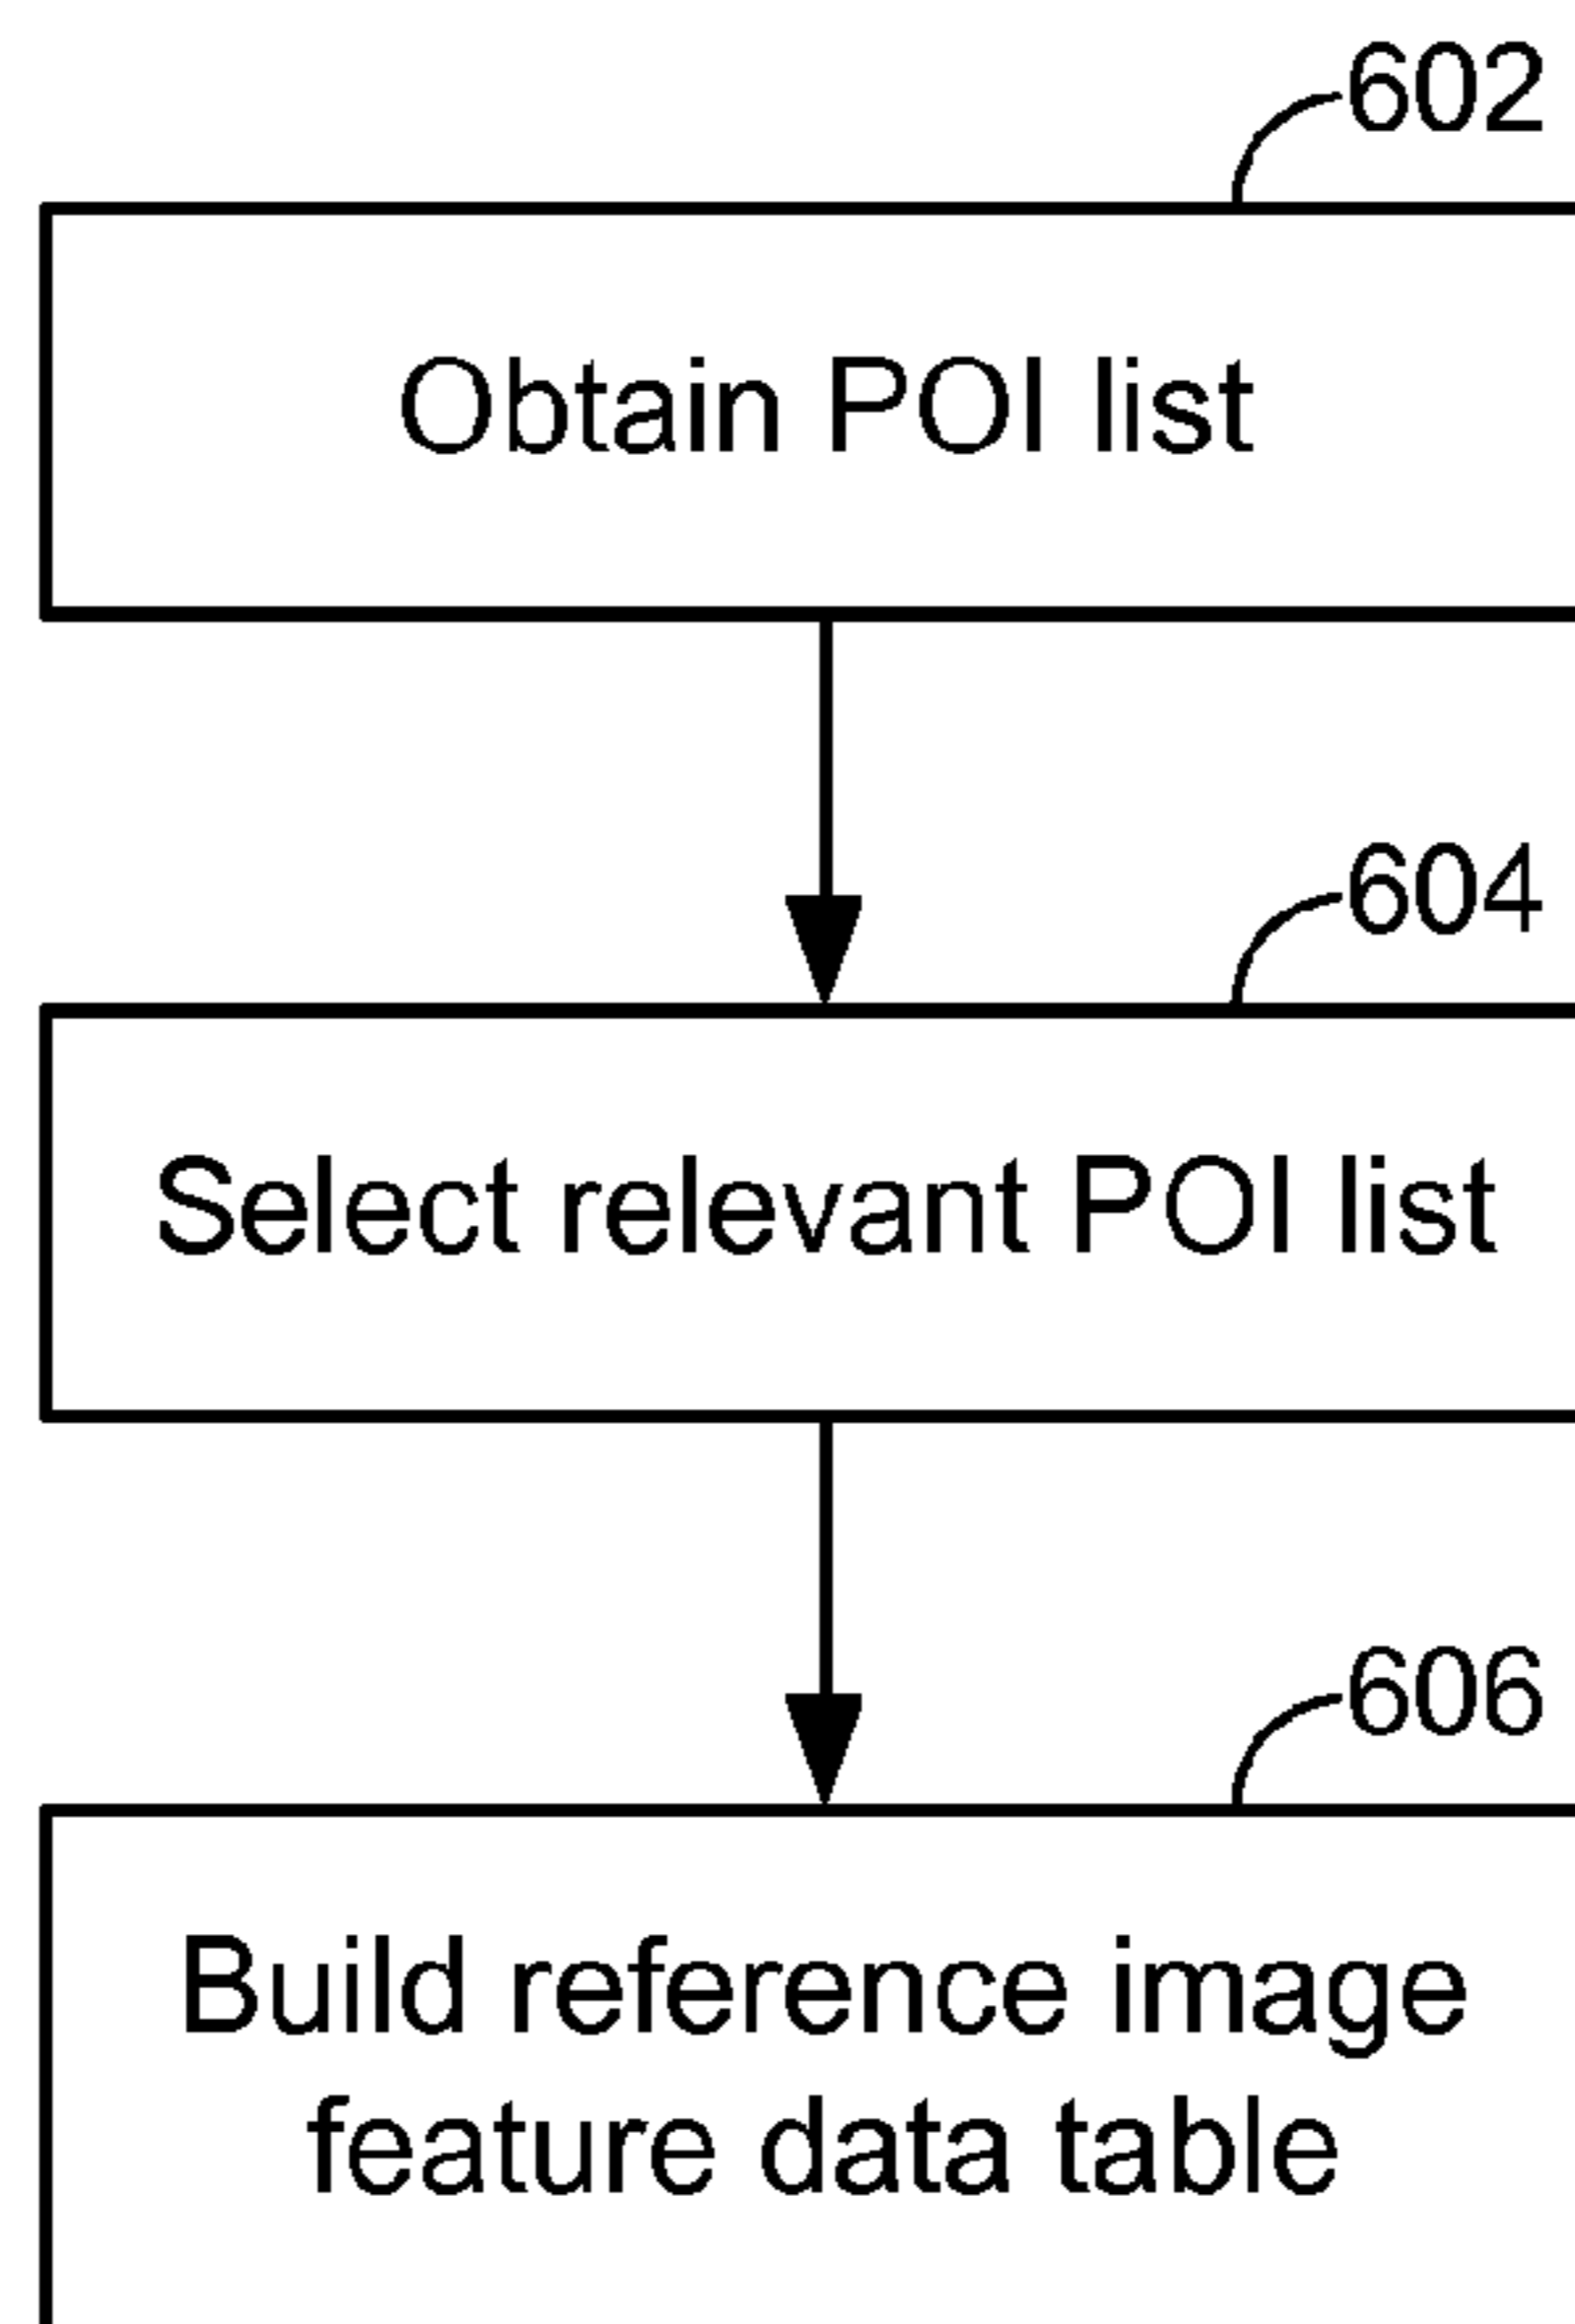 602
Obtain POI list
604
Select relevant POI list
606
Build reference image
feature data table